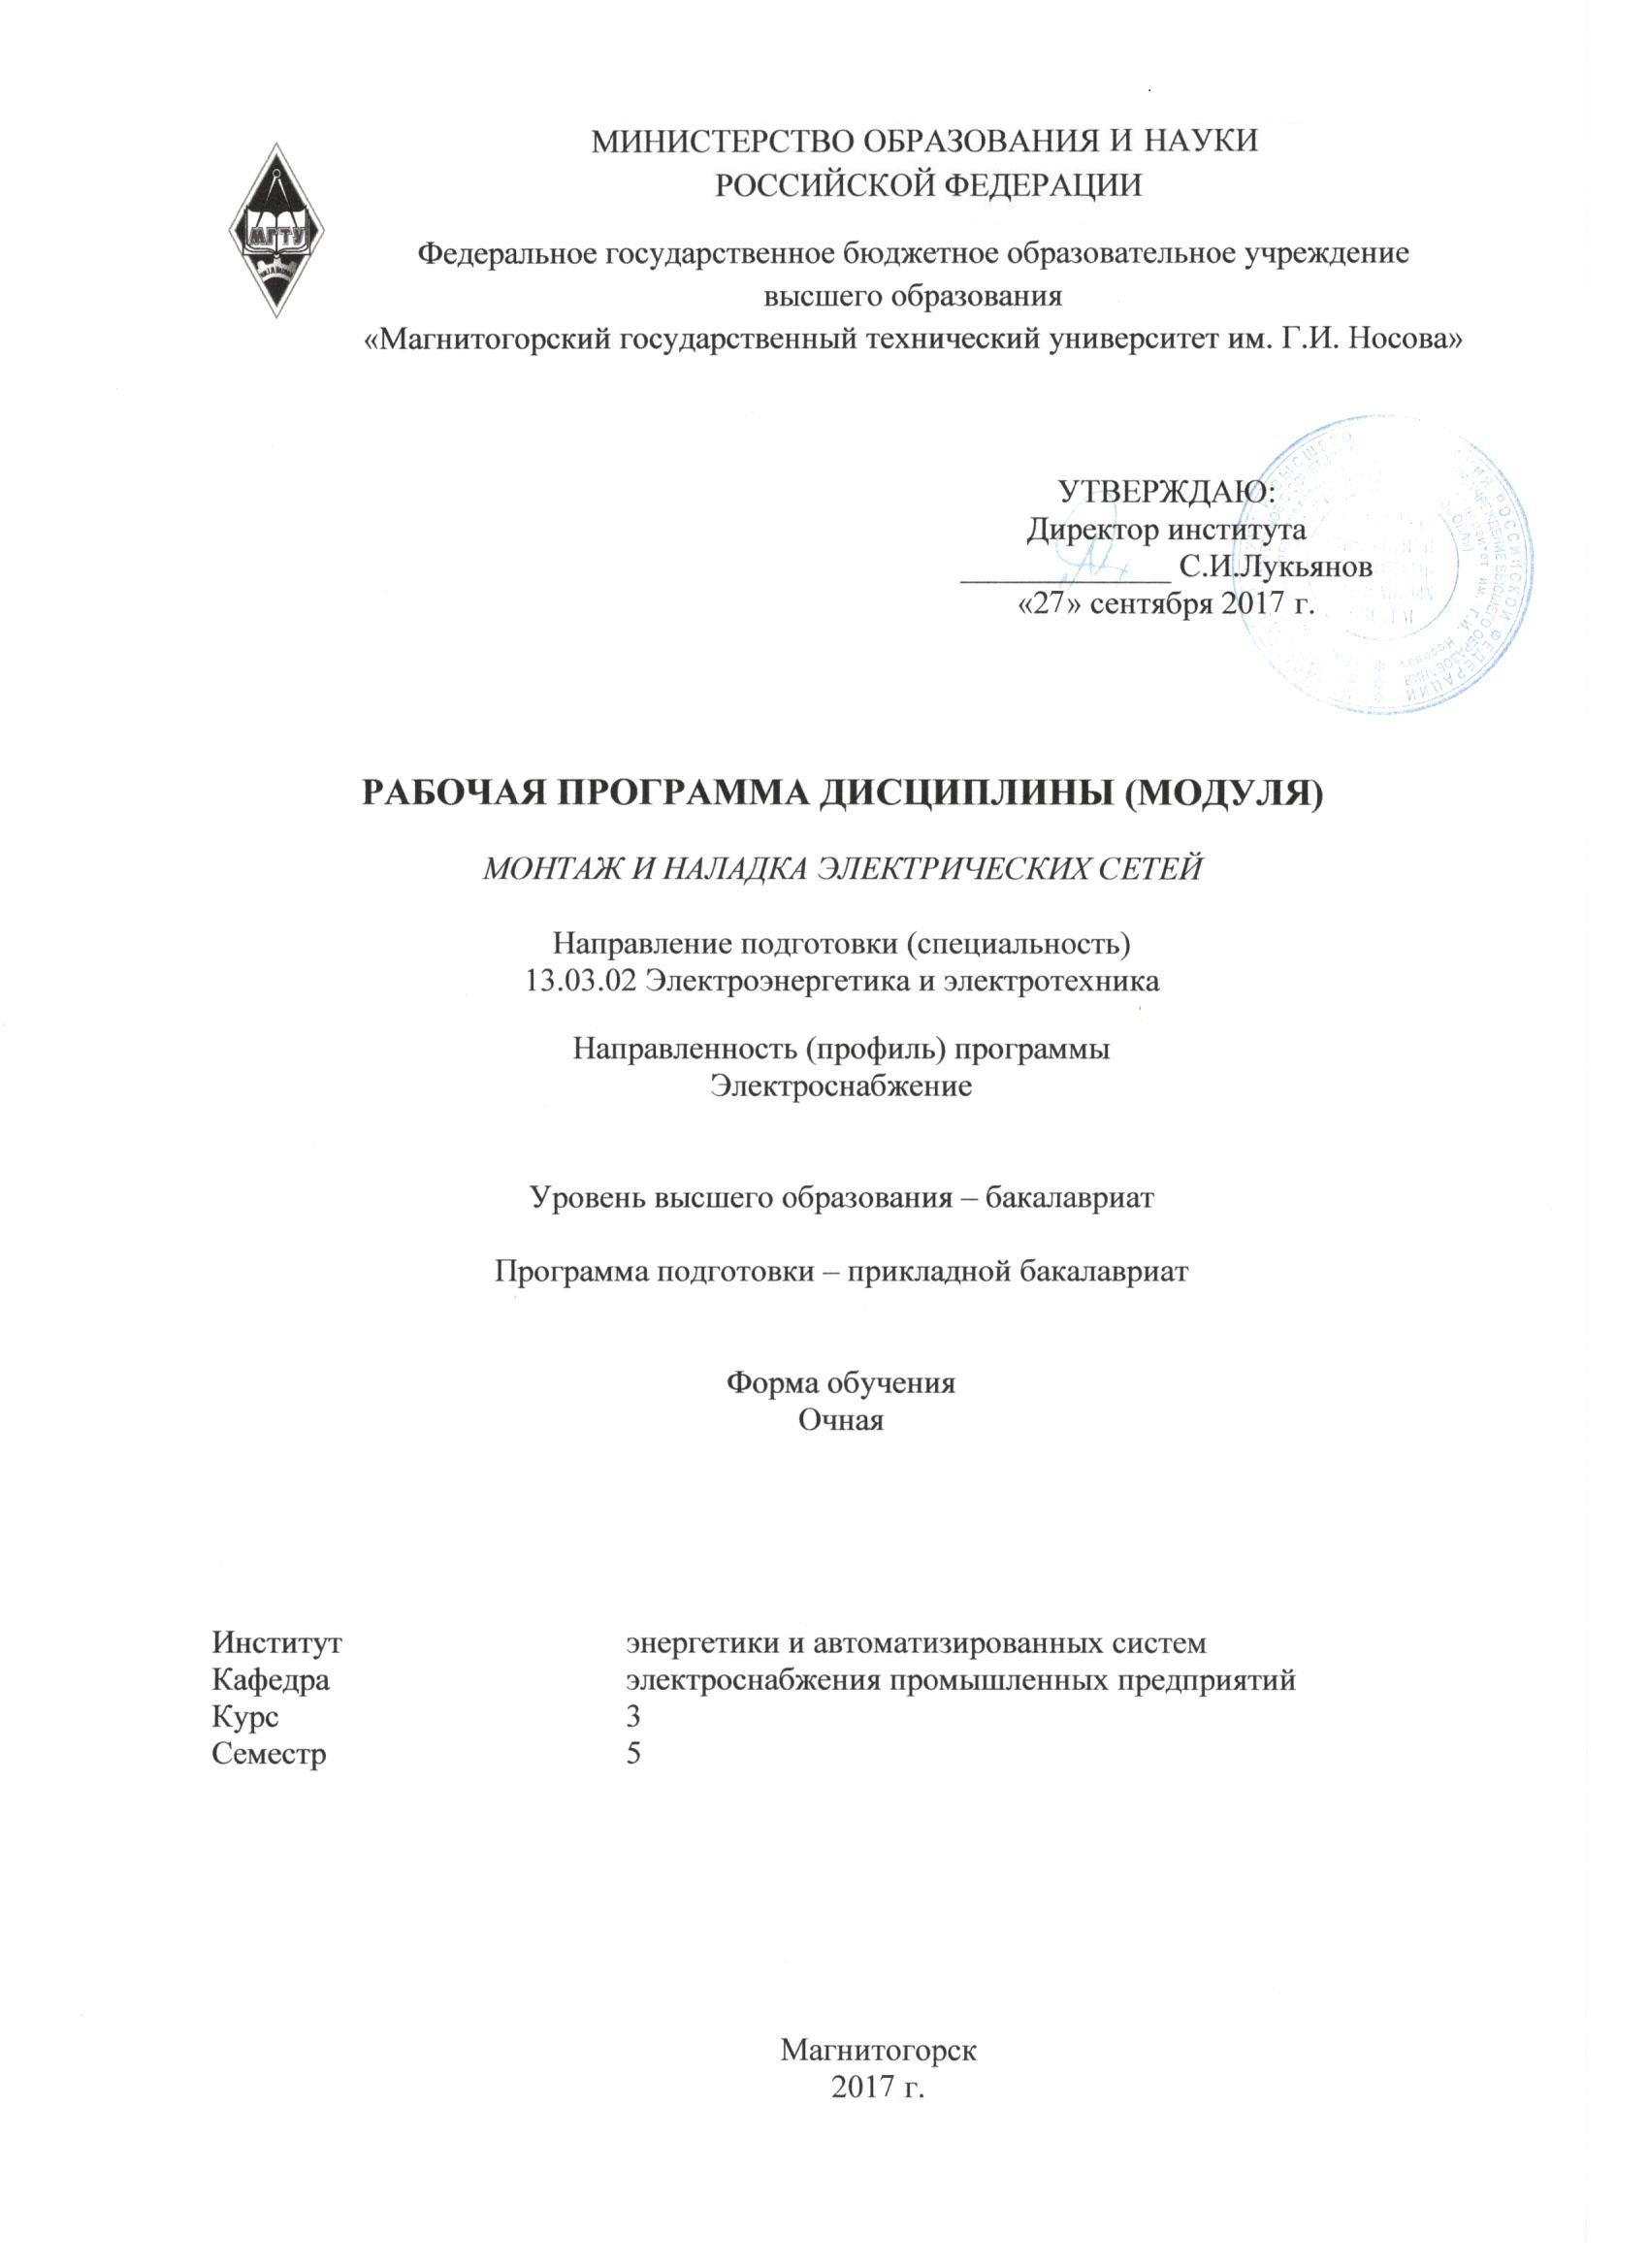 МИНИСТЕРСТВО ОБРАЗОВАНИЯ И НАУКИ
РОССИЙСКОЙ ФЕДЕРАЦИИ
МГТУ
Федеральное государственное бюджетное образовательное учреждение
высшего образования
«Магнитогорский государственный технический университет им. Г.И. Носова»
УТВЕРЖДАЮ:
Директор института
С.И.Лукьянов
«27» сентября 2017 г.
РАБОЧАЯ ПРОГРАММА ДИСЦИПЛИНЫ (МОДУЛЯ)
МОНТАЖ И НАЛАДКА ЭЛЕКТРИЧЕСКИХ СЕТЕЙ
Направление подготовки (специальность)
13.03.02 Электроэнергетика и электротехника
Направленность (профиль) программы
Электроснабжение
Уровень высшего образования – бакалавриат
Программа подготовки – прикладной бакалавриат
Форма обучения
Очная
Институт энергетики и автоматизированных систем
Кафедра электроснабжения промышленных предприятий
Курс 3
Семестр 5
Магнитогорск
2017 г.